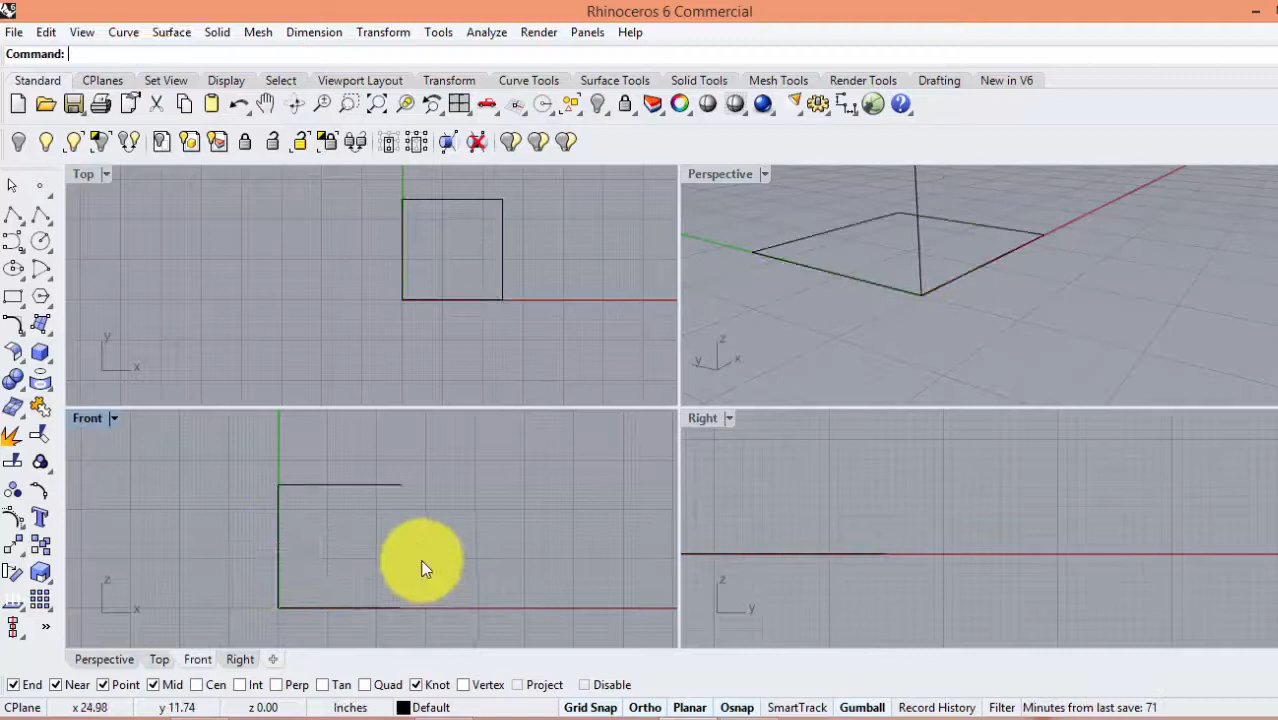 Rhinoceros 6 Commercial
File Edit View Curve Surface Solid Mesh Dimension Transform Tools Analyze Render Panels Help
Command:
Standard CPlanes Set View Display Select Viewport Layout Transform Curve Tools Surface Tools Solid Tools Mesh Tools Render Tools Drafting New in V6
Top Perspective
y x
z y x
Front Right
z x
z y
Perspective Top Front Right
End Near Point Mid Cen Int Perp Tan Quad Knot Vertex Project Disable
CPlane x 24.98 y 11.74 z 0.00 Inches Default Grid Snap Ortho Planar Osnap SmartTrack Gumball Record History Filter Minutes from last save: 71